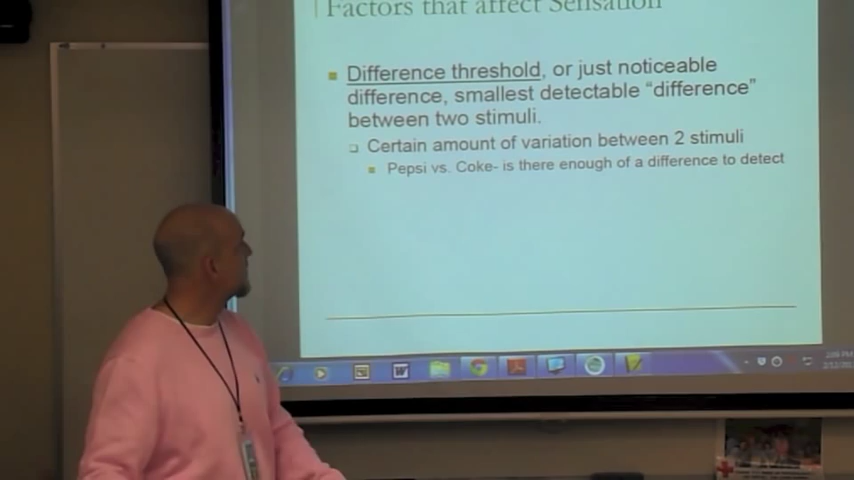 Factors that affect Sensation
Difference threshold, or just noticeable
difference, smallest detectable “difference”
between two stimuli.
Certain amount of variation between 2 stimuli
Pepsi vs. Coke- is there enough of a difference to detect